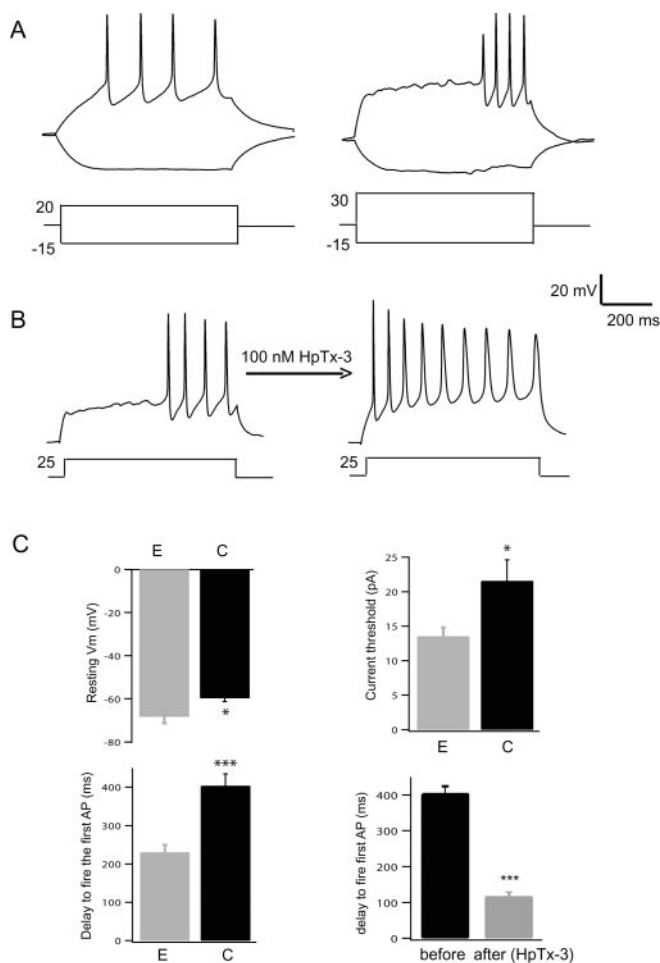 A
20
-15
30
-15
20 mV
200 ms
B
100 nM HpTx-3
25
25
C
E C
0
-20
-40
-60
-80
Resting Vm (mV)
*
25
20
15
10
5
0
Current threshold (pA)
*
E C
400
300
200
100
0
Delay to fire the first AP (ms)
***
E C
400
300
200
100
0
delay to fire first AP (ms)
***
before after (HpTx-3)